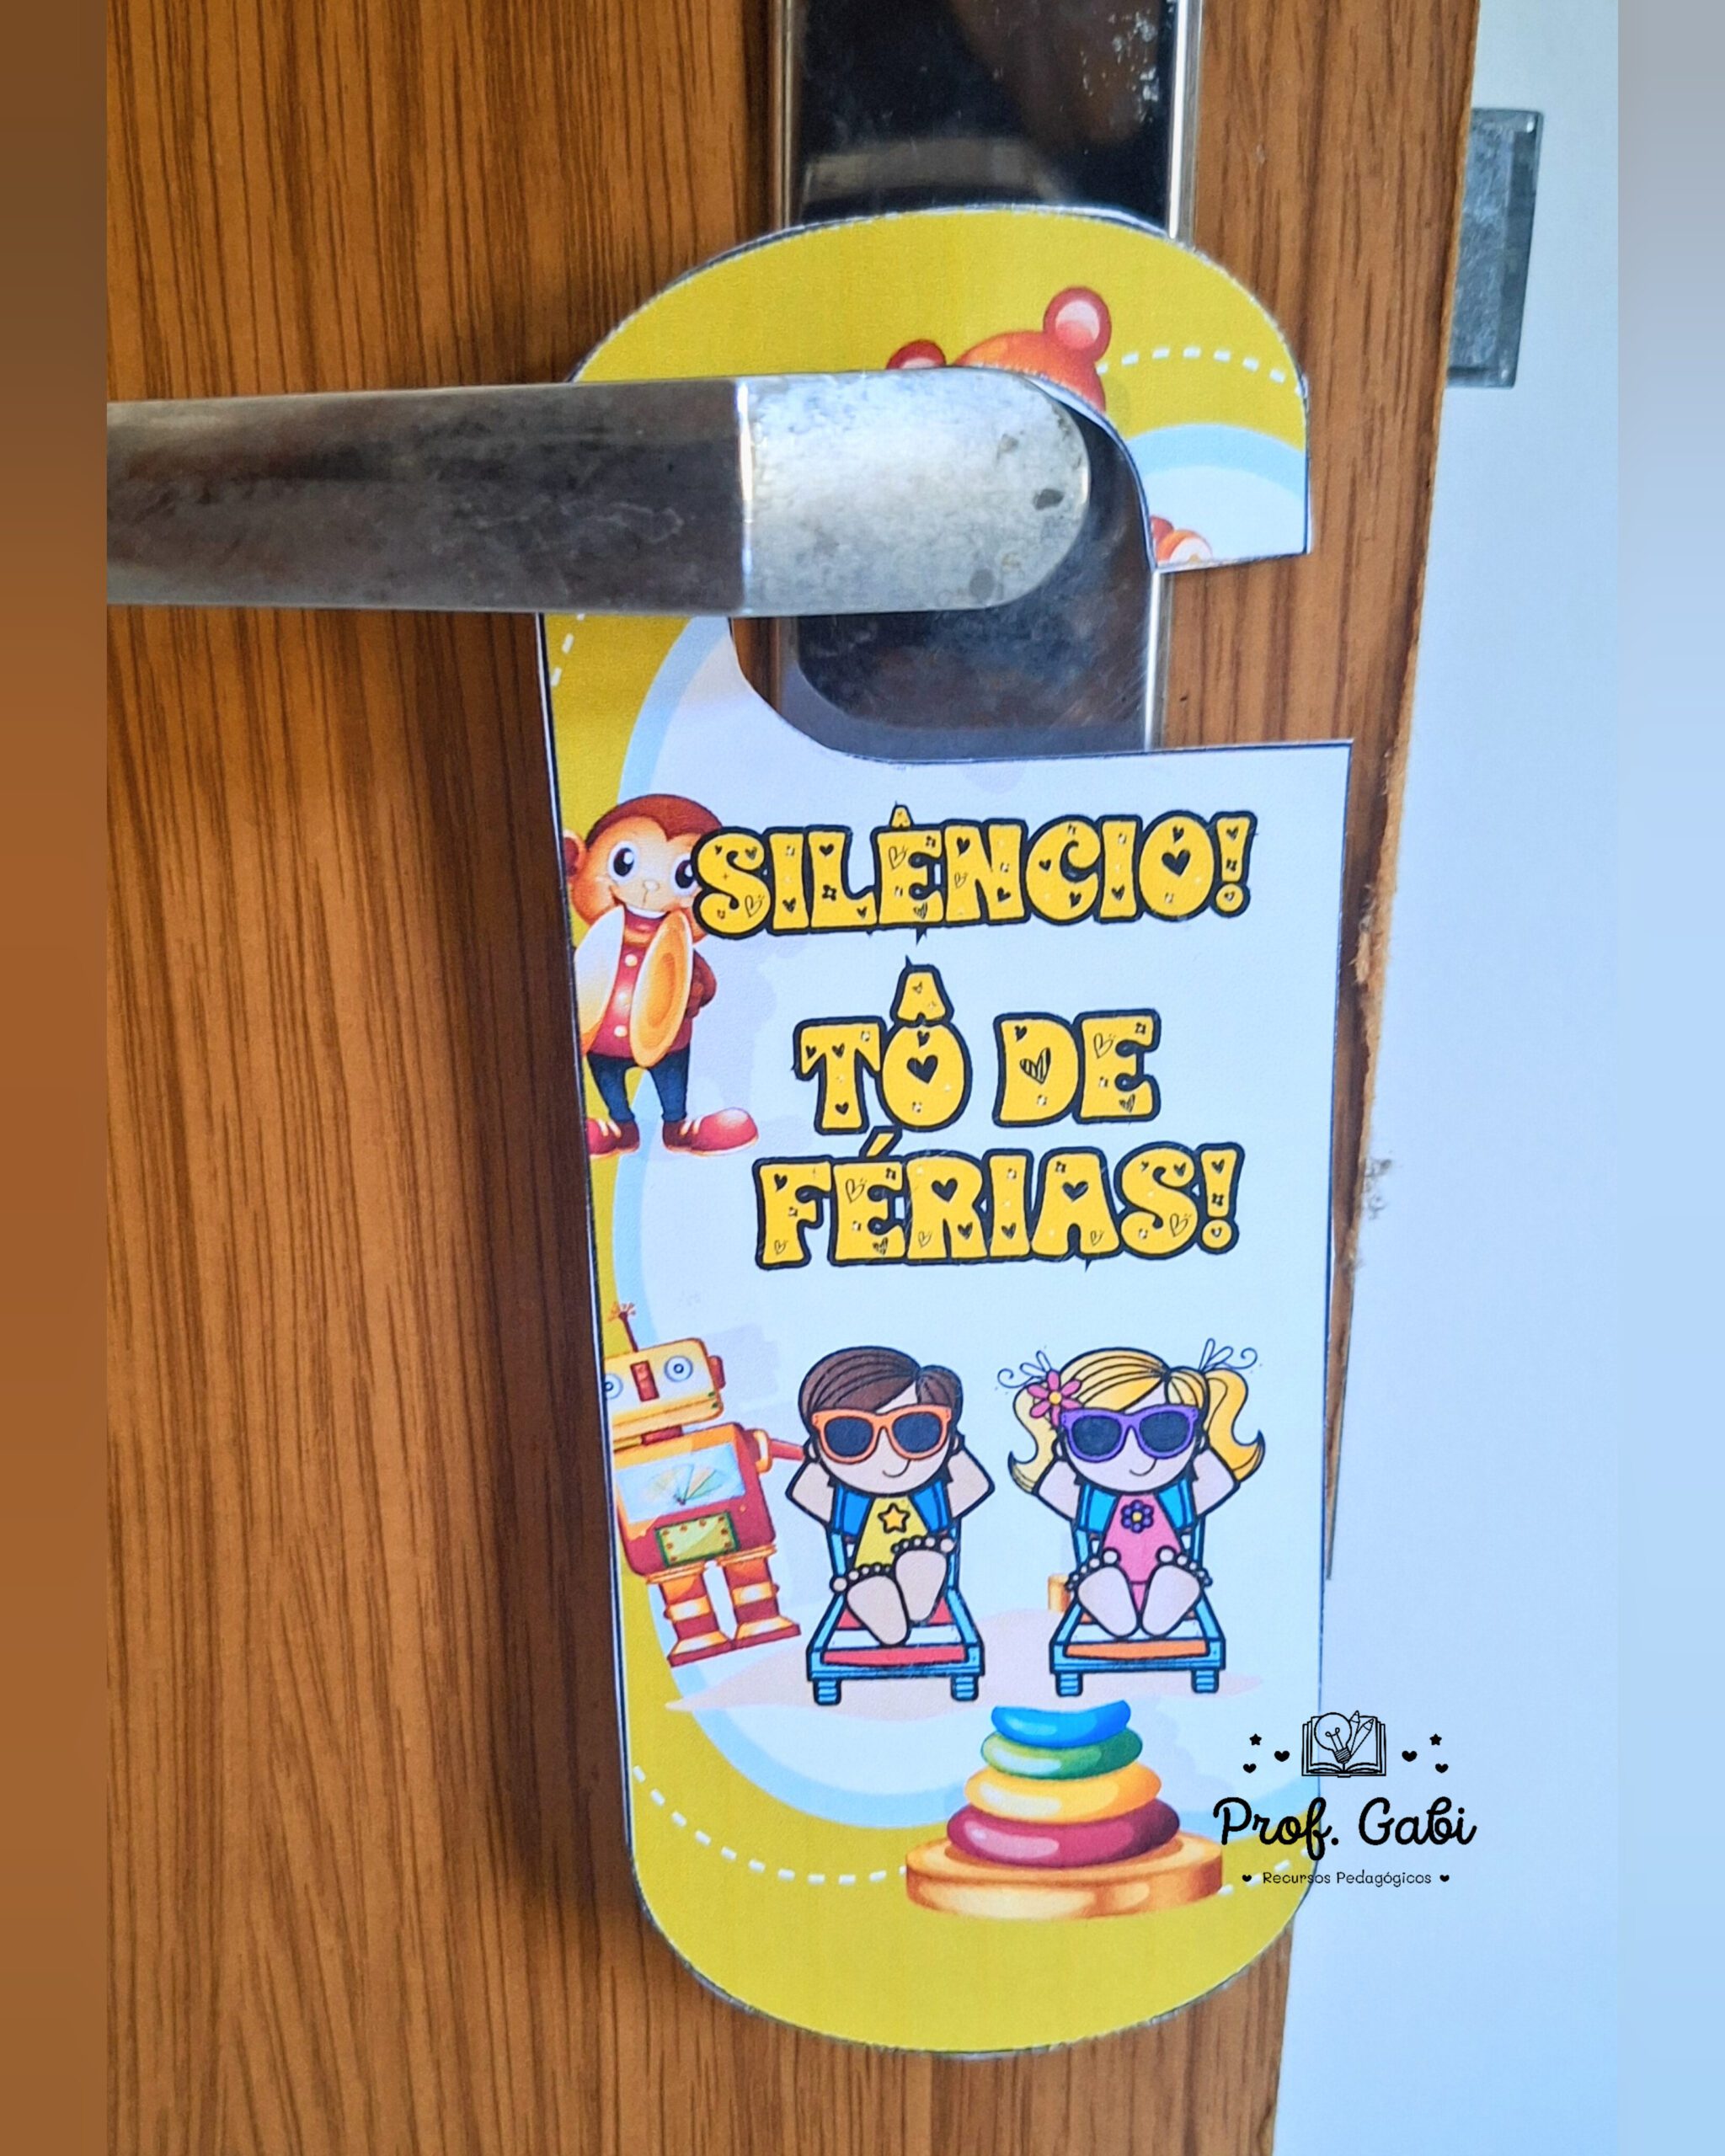 SILÊNCIO!
TÔ DE
FÉRIAS!
Prof. Gabi
Recursos Pedagógicos